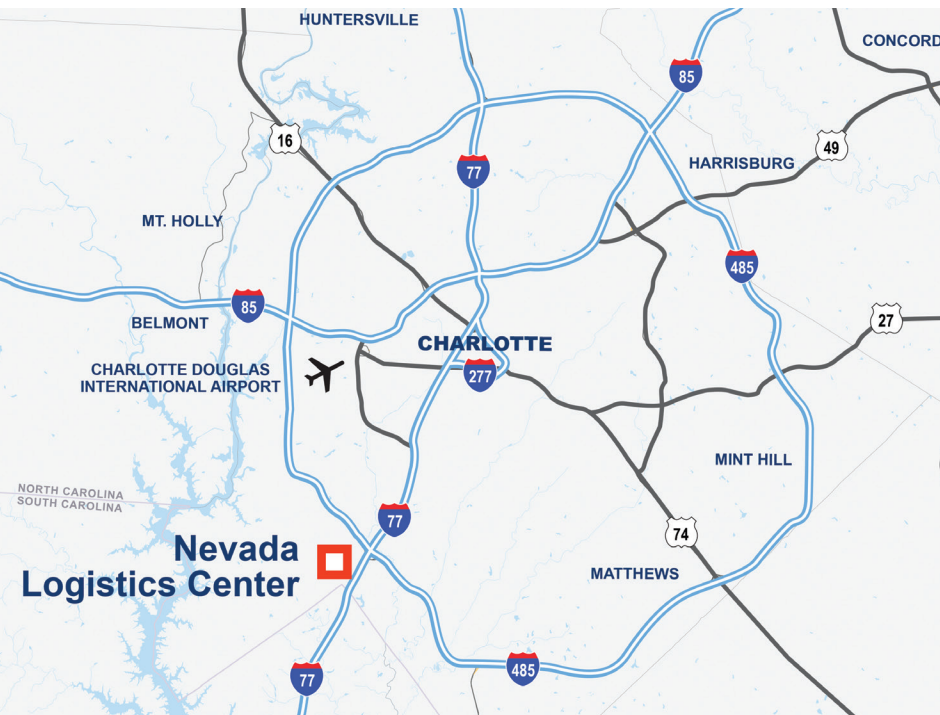 HUNTERSVILLE
CONCORD
85
16
49
77
HARRISBURG
MT. HOLLY
485
85
BELMONT
27
CHARLOTTE
CHARLOTTE DOUGLAS
INTERNATIONAL AIRPORT
277
MINT HILL
NORTH CAROLINA
SOUTH CAROLINA
77
74
Nevada
Logistics Center
MATTHEWS
485
77